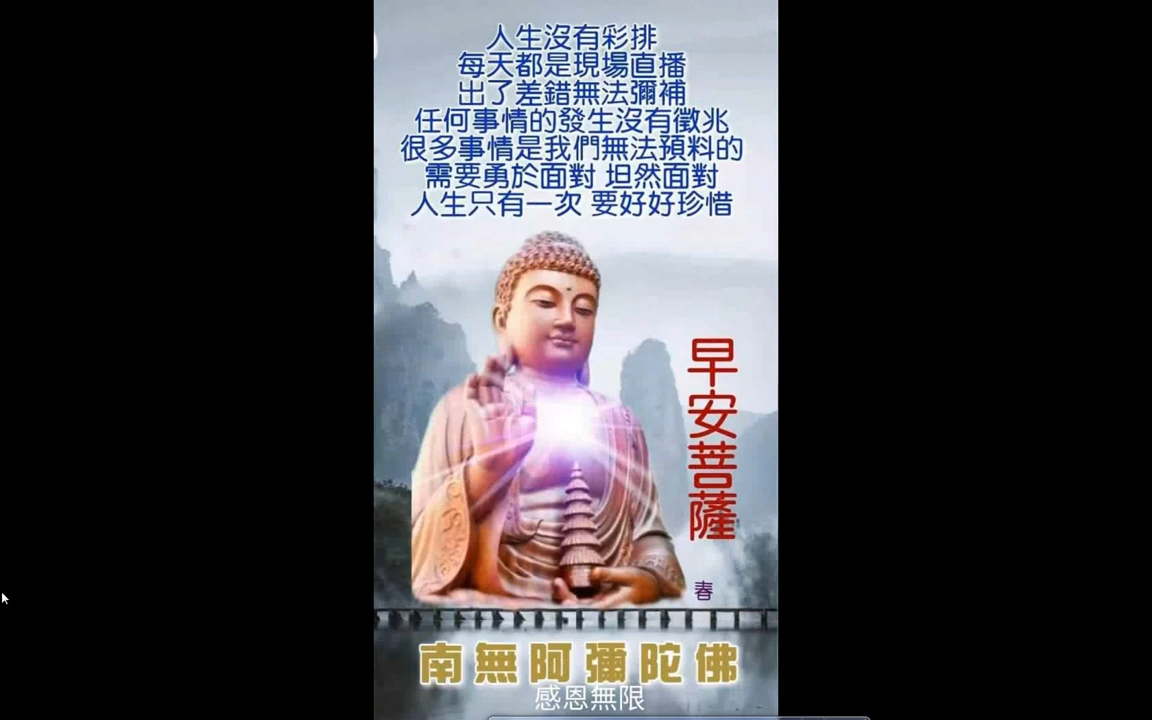 人生沒有彩排
每天都是現場直播
出了差錯無法彌補
任何事情的發生沒有徵兆
很多事情是我們無法預料的
需要勇於面對 坦然面對
人生只有一次 要好好珍惜
早安菩薩
春
南無阿彌陀佛
感恩無限